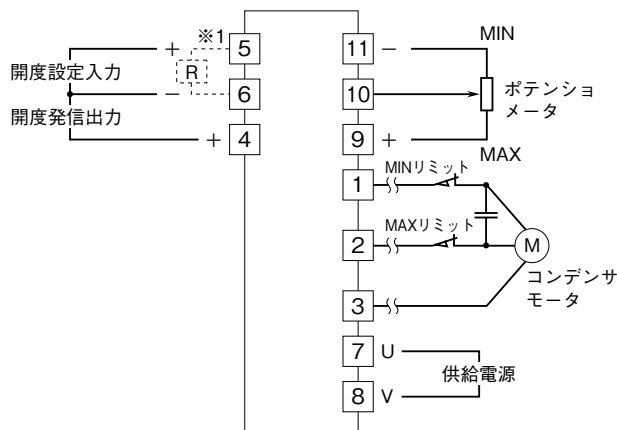 ※1
+ 5
開度設定入力
R
− 6
開度発信出力
+ 4
11 − MIN
10 ポテンショ
メータ
9 +
MAX
1 MINリミット
2 MAXリミット
M
コンデンサ
モータ
3
7 U
供給電源
8 V